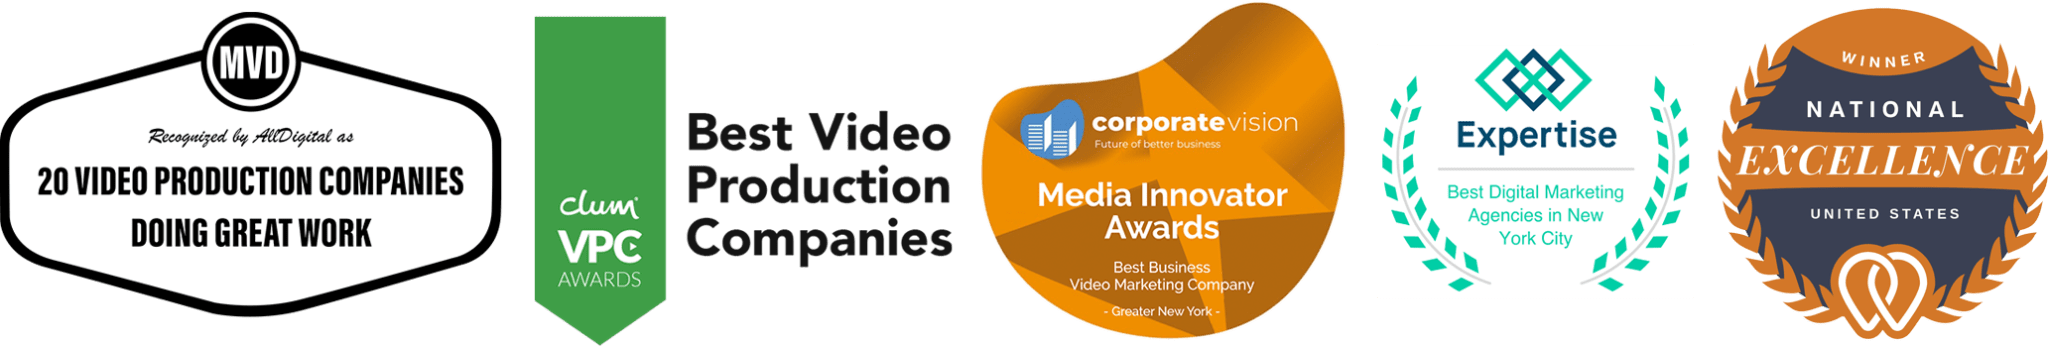 MVD
Recognized by AllDigital as
20 VIDEO PRODUCTION COMPANIES
DOING GREAT WORK
clum
VPC
AWARDS
Best Video
Production
Companies
corporatevision
Future of better business
Media Innovator
Awards
Best Business
Video Marketing Company
- Greater New York -
Expertise
Best Digital Marketing
Agencies in New
York City
WINNER
NATIONAL
EXCELLENCE
UNITED STATES